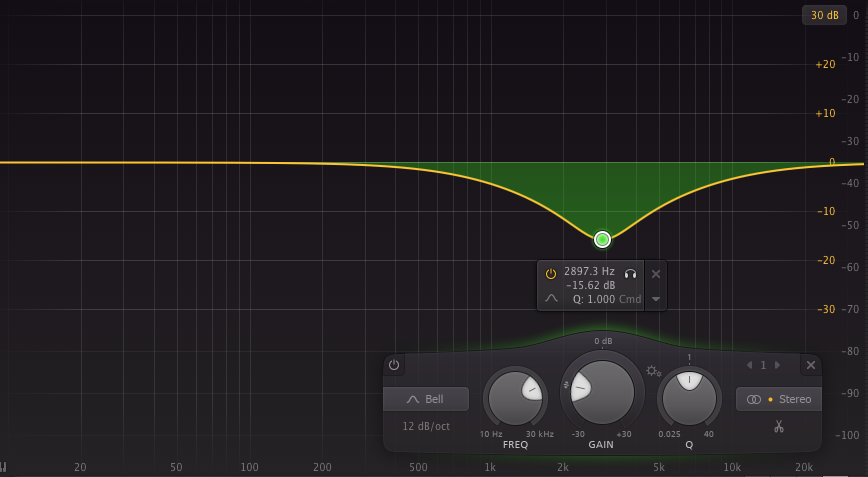 30 dB 0
-10
+20
-20
+10
-30
0
-40
-10
-50
-20
-60
-30 -70
2897.3 Hz
-15.62 dB
Q: 1.000 Cmd
0 dB
-80
1
1
Bell
Stereo
-90
12 dB/oct
10 Hz 30 kHz
-30 +30
0.025 40
-100
FREQ GAIN Q
20 50 100 200 500 1k 2k 5k 10k 20k